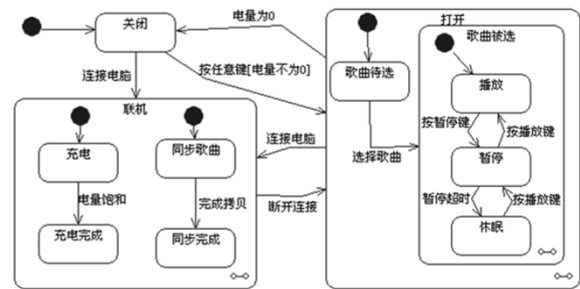 关闭
电量为0
打开
歌曲被选
连接电脑
按任意键[电量不为0]
歌曲待选
播放
联机
按暂停键
按播放键
充电
同步歌曲
连接电脑
选择歌曲
暂停
电量饱和
完成拷贝
断开连接
暂停超时
按播放键
充电完成
同步完成
休眠